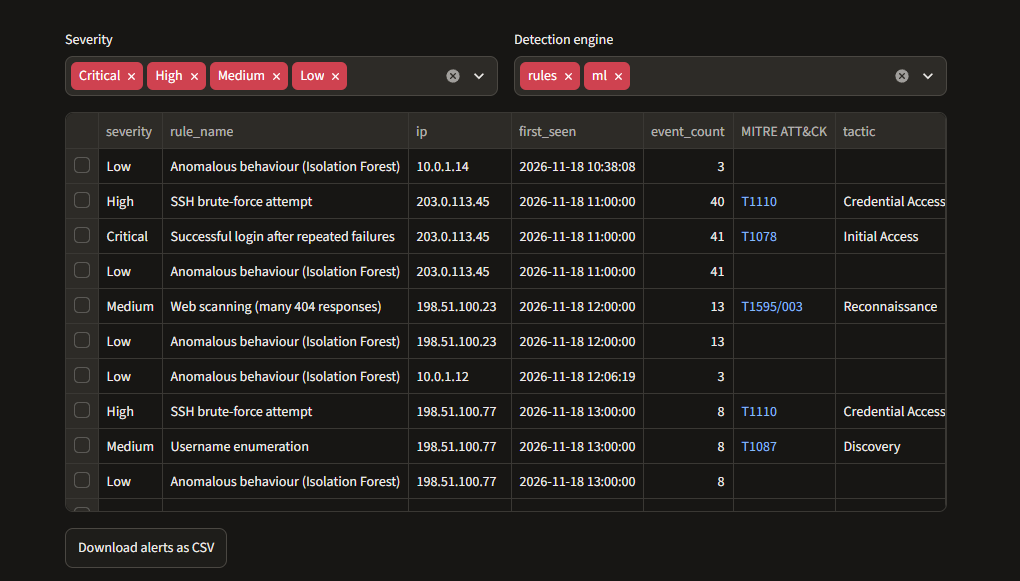 Severity Detection engine
Critical × High × Medium × Low × rules × ml ×
severity rule_name ip first_seen event_count MITRE ATT&CK tactic
Low Anomalous behaviour (Isolation Forest) 10.0.1.14 2026-11-18 10:38:08 3
High SSH brute-force attempt 203.0.113.45 2026-11-18 11:00:00 40 T1110 Credential Access
Critical Successful login after repeated failures 203.0.113.45 2026-11-18 11:00:00 41 T1078 Initial Access
Low Anomalous behaviour (Isolation Forest) 203.0.113.45 2026-11-18 11:00:00 41
Medium Web scanning (many 404 responses) 198.51.100.23 2026-11-18 12:00:00 13 T1595/003 Reconnaissance
Low Anomalous behaviour (Isolation Forest) 198.51.100.23 2026-11-18 12:00:00 13
Low Anomalous behaviour (Isolation Forest) 10.0.1.12 2026-11-18 12:06:19 3
High SSH brute-force attempt 198.51.100.77 2026-11-18 13:00:00 8 T1110 Credential Access
Medium Username enumeration 198.51.100.77 2026-11-18 13:00:00 8 T1087 Discovery
Low Anomalous behaviour (Isolation Forest) 198.51.100.77 2026-11-18 13:00:00 8
Download alerts as CSV